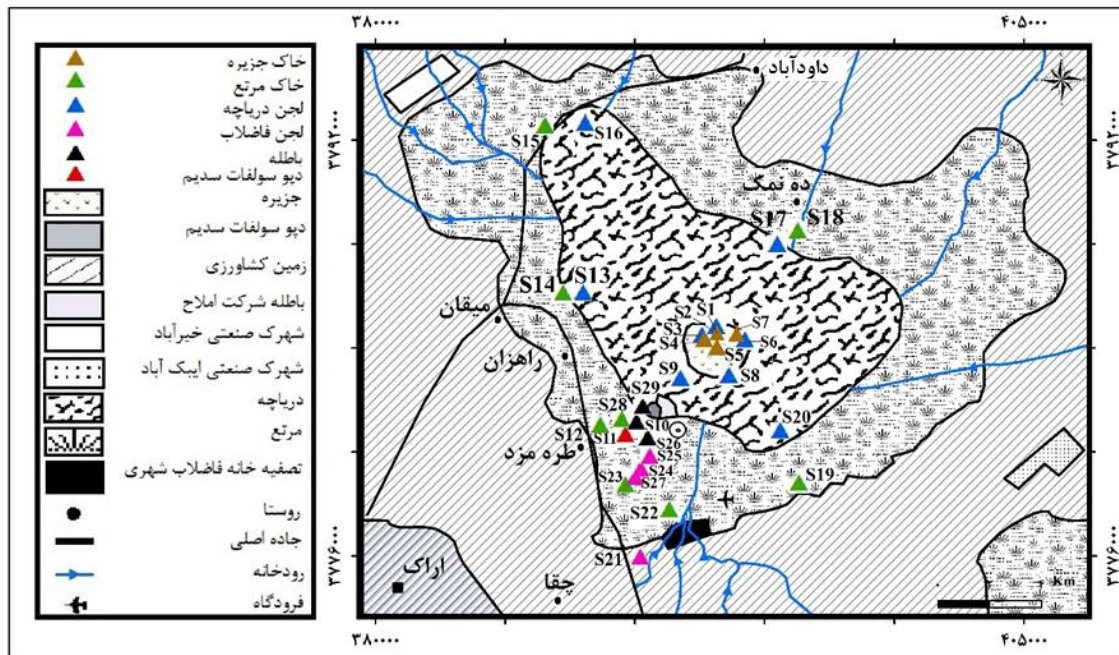 ۳۸۰۰۰۰
۴۰۵۰۰۰
خاک جزیره
خاک مرتع
لجن دریاچه
لجن فاضلاب
باطله
دپو سولفات سدیم
جزیره
دپو سولفات سدیم
زمین کشاورزی
باطله شرکت املاح
شهرک صنعتی خیرآباد
شهرک صنعتی ایبک آباد
دریاچه
مرتع
تصفیه خانه فاضلاب شهری
روستا
جاده اصلی
رودخانه
فرودگاه
داودآباد
۳۷۹۲۰۰۰
۳۷۹۲۰۰۰
S15
S16
ده نمک
S17
S18
S14
S13
میقان
S2
S1
S7
S3
S4
S6
S5
راهزان
S9
S8
S29
S28
S10
S20
S12
S11
S26
طره مزد
S25
S24
S23
S27
S19
S22
S21
۳۷۷۶۰۰۰
۳۷۷۶۰۰۰
اراک
چقا
Km
۳۸۰۰۰۰
۴۰۵۰۰۰